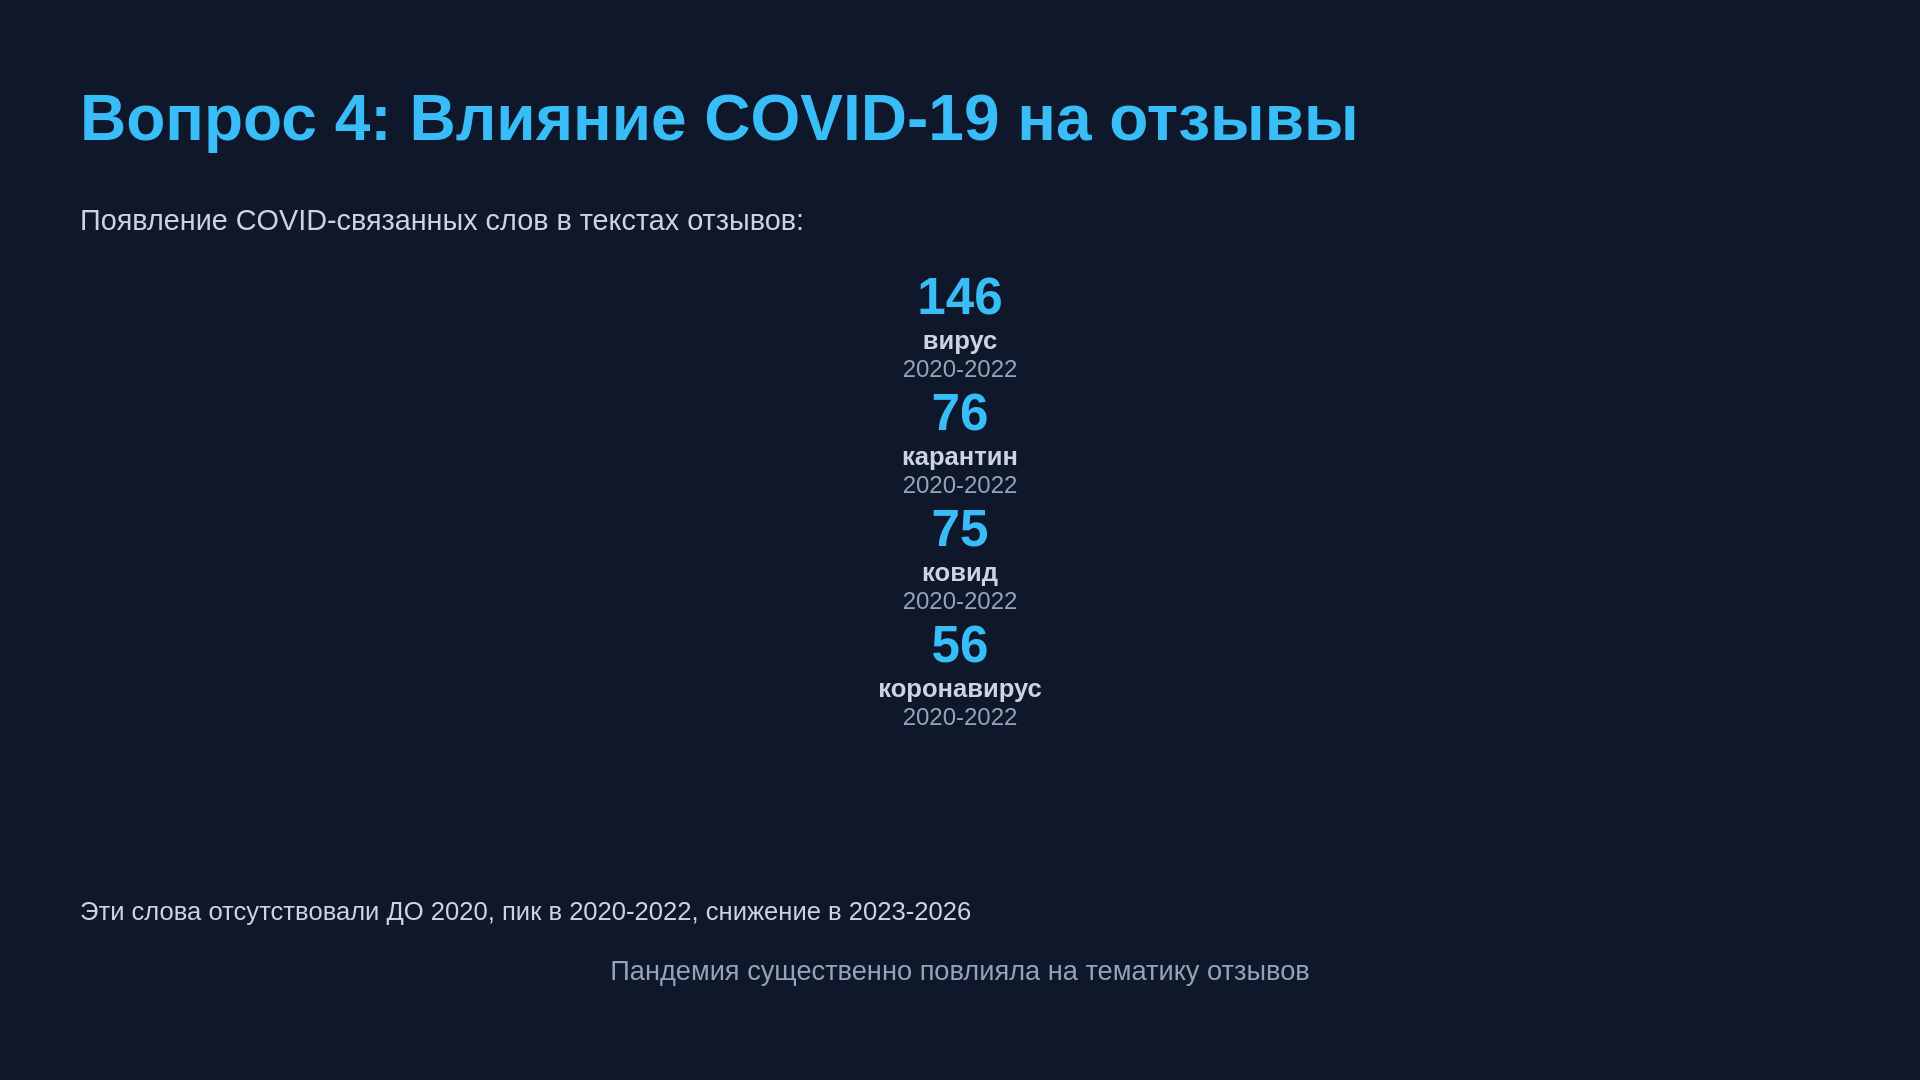 Вопрос 4: Влияние COVID-19 на отзывы
Появление COVID-связанных слов в текстах отзывов:
146
вирус
2020-2022
76
карантин
2020-2022
75
ковид
2020-2022
56
коронавирус
2020-2022
Эти слова отсутствовали ДО 2020, пик в 2020-2022, снижение в 2023-2026
Пандемия существенно повлияла на тематику отзывов